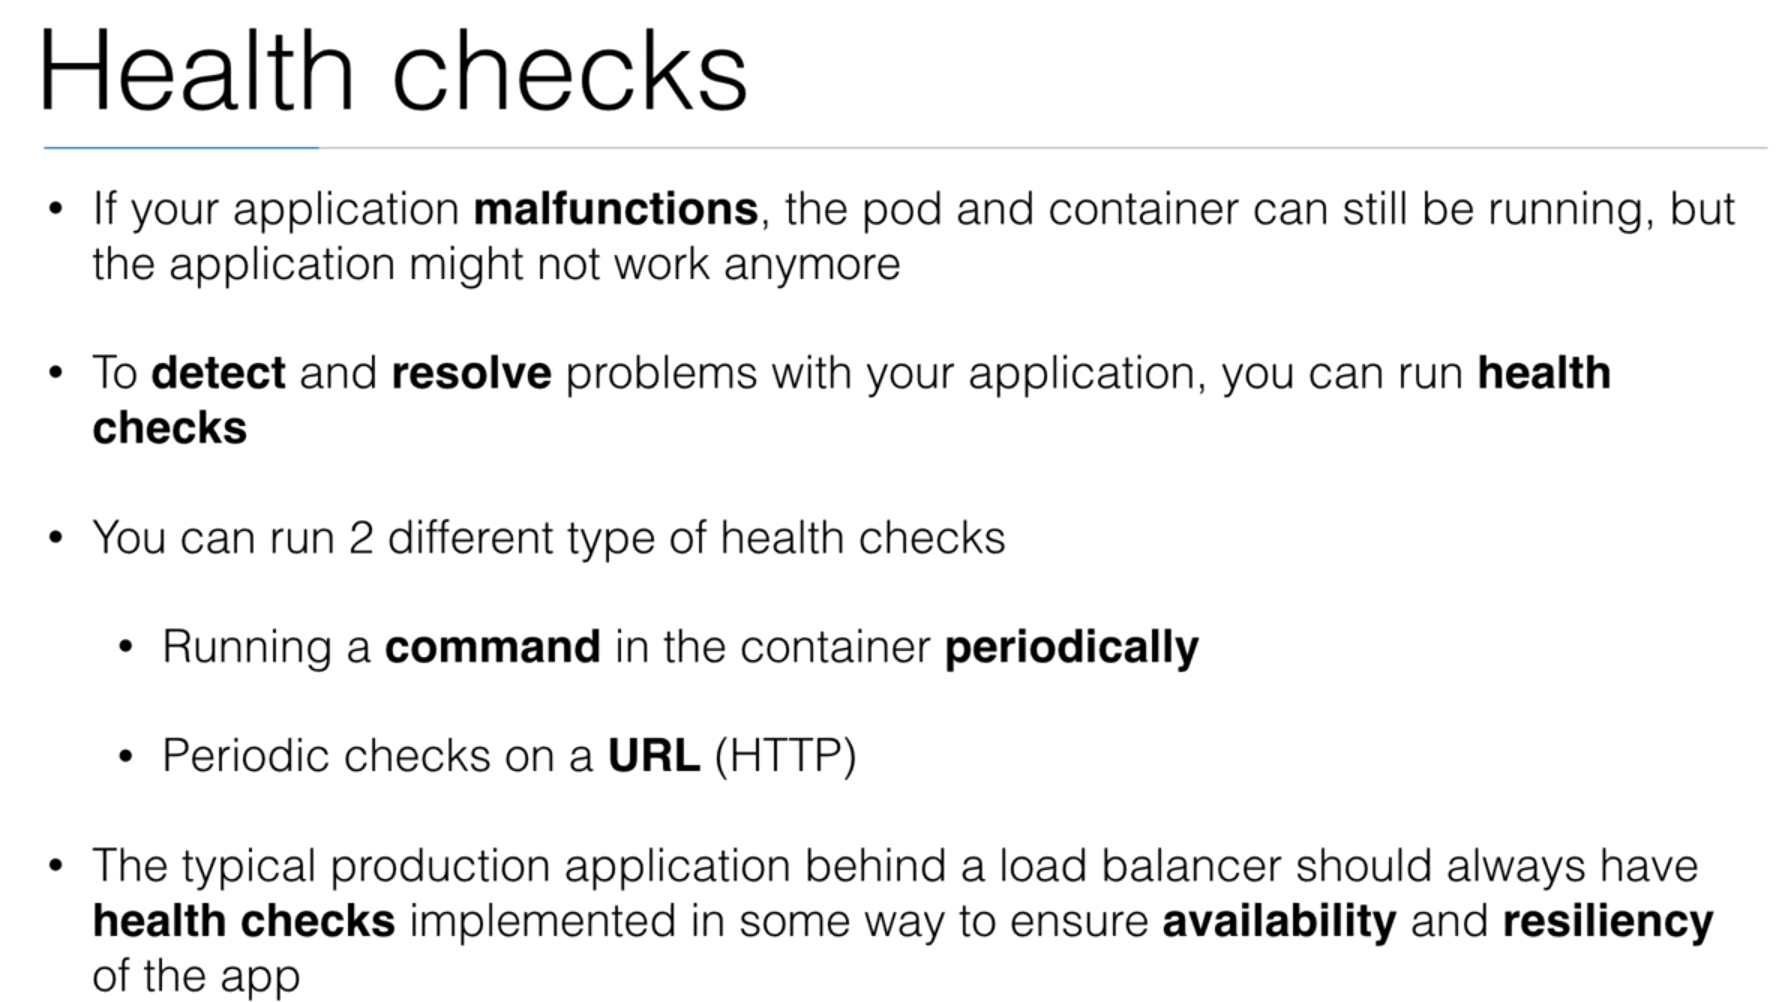 Health checks
• If your application malfunctions, the pod and container can still be running, but
the application might not work anymore
• To detect and resolve problems with your application, you can run health
checks
• You can run 2 different type of health checks
• Running a command in the container periodically
• Periodic checks on a URL (HTTP)
• The typical production application behind a load balancer should always have
health checks implemented in some way to ensure availability and resiliency
of the app